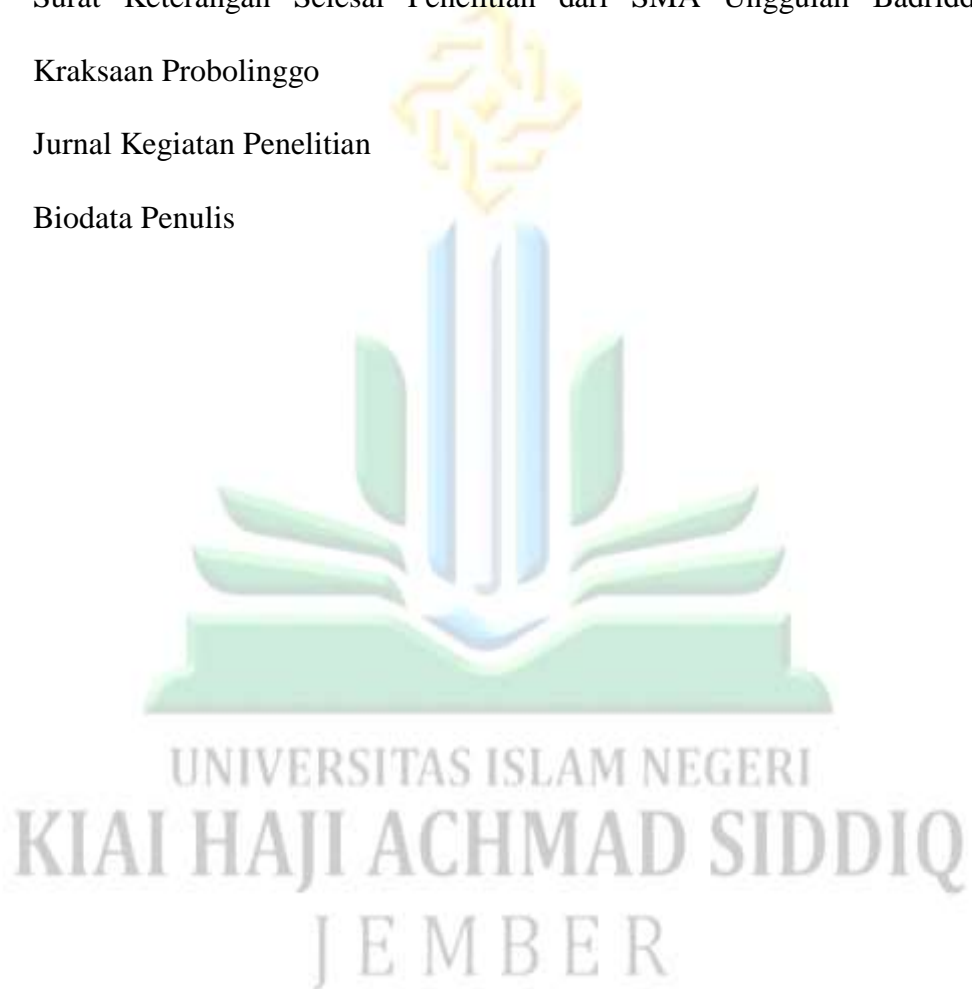 Surat Keterangan Selesai Penelitian dari SMA Unggulan
Kraksaan Probolinggo
Jurnal Kegiatan Penelitian
Biodata Penulis
UNIVERSITAS ISLAM NEGERI
KIAI HAJI ACHMAD SIDDIQ
JEMBER